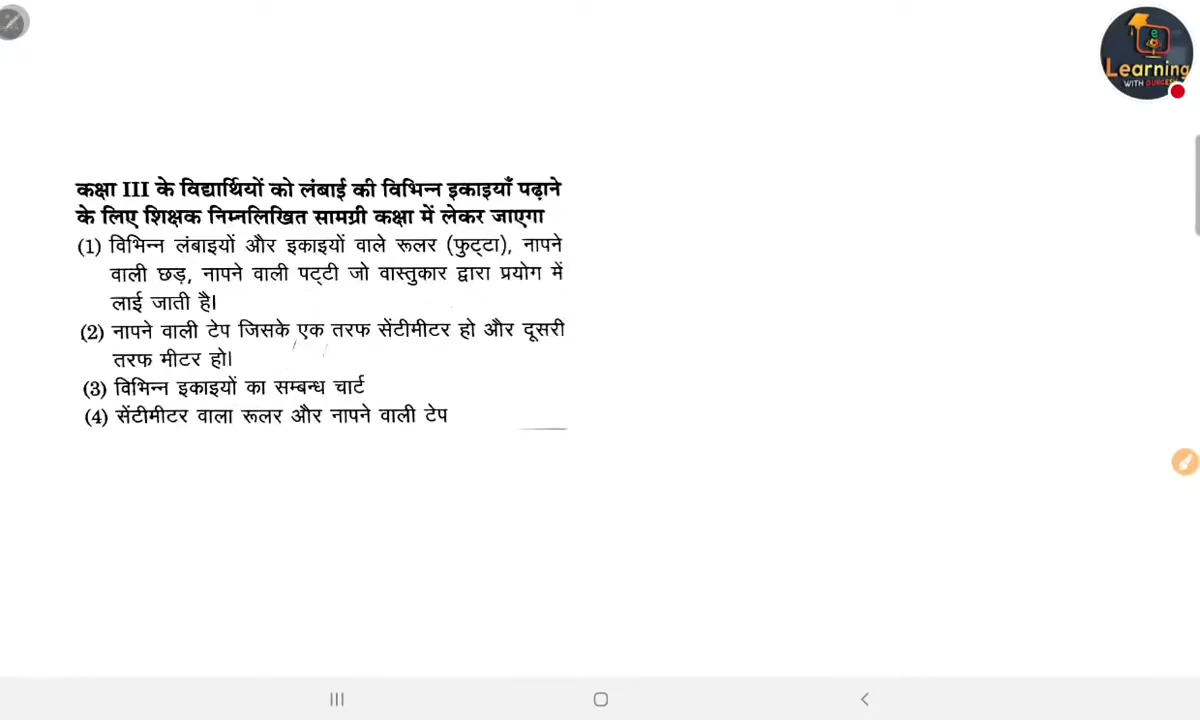 e
Learning
WITH DURGESH
कक्षा III के विद्यार्थियों को लंबाई की विभिन्न इकाइयाँ पढ़ाने
के लिए शिक्षक निम्नलिखित सामग्री कक्षा में लेकर जाएगा
(1) विभिन्न लंबाइयों और इकाइयों वाले रूलर (फुट्टा), नापने
वाली छड़, नापने वाली पट्टी जो वास्तुकार द्वारा प्रयोग में
लाई जाती है।
(2) नापने वाली टेप जिसके एक तरफ सेंटीमीटर हो और दूसरी
तरफ मीटर हो।
(3) विभिन्न इकाइयों का सम्बन्ध चार्ट
(4) सेंटीमीटर वाला रूलर और नापने वाली टेप